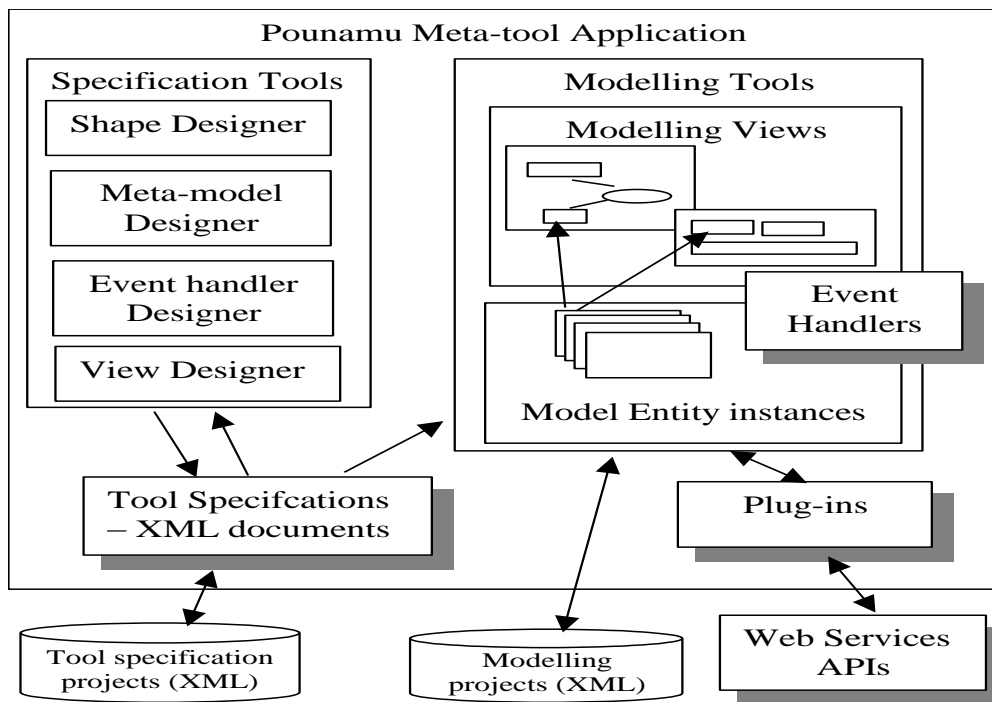 Pounamu Meta-tool Application
Specification Tools
Shape Designer
Meta-model
Designer
Event handler
Designer
View Designer
Modelling Tools
Modelling Views
Event
Handlers
Model Entity instances
Tool Specifcations
– XML documents
Plug-ins
Tool specification
projects (XML)
Modelling
projects (XML)
Web Services
APIs